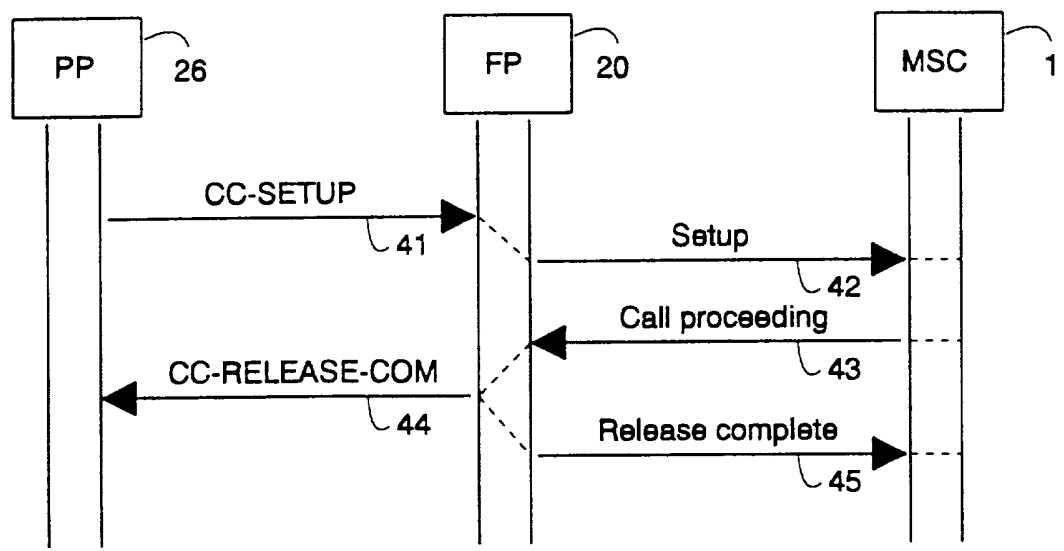 PP
26
FP
20
MSC
1
CC-SETUP
41
Setup
42
Call proceeding
43
CC-RELEASE-COM
44
Release complete
45